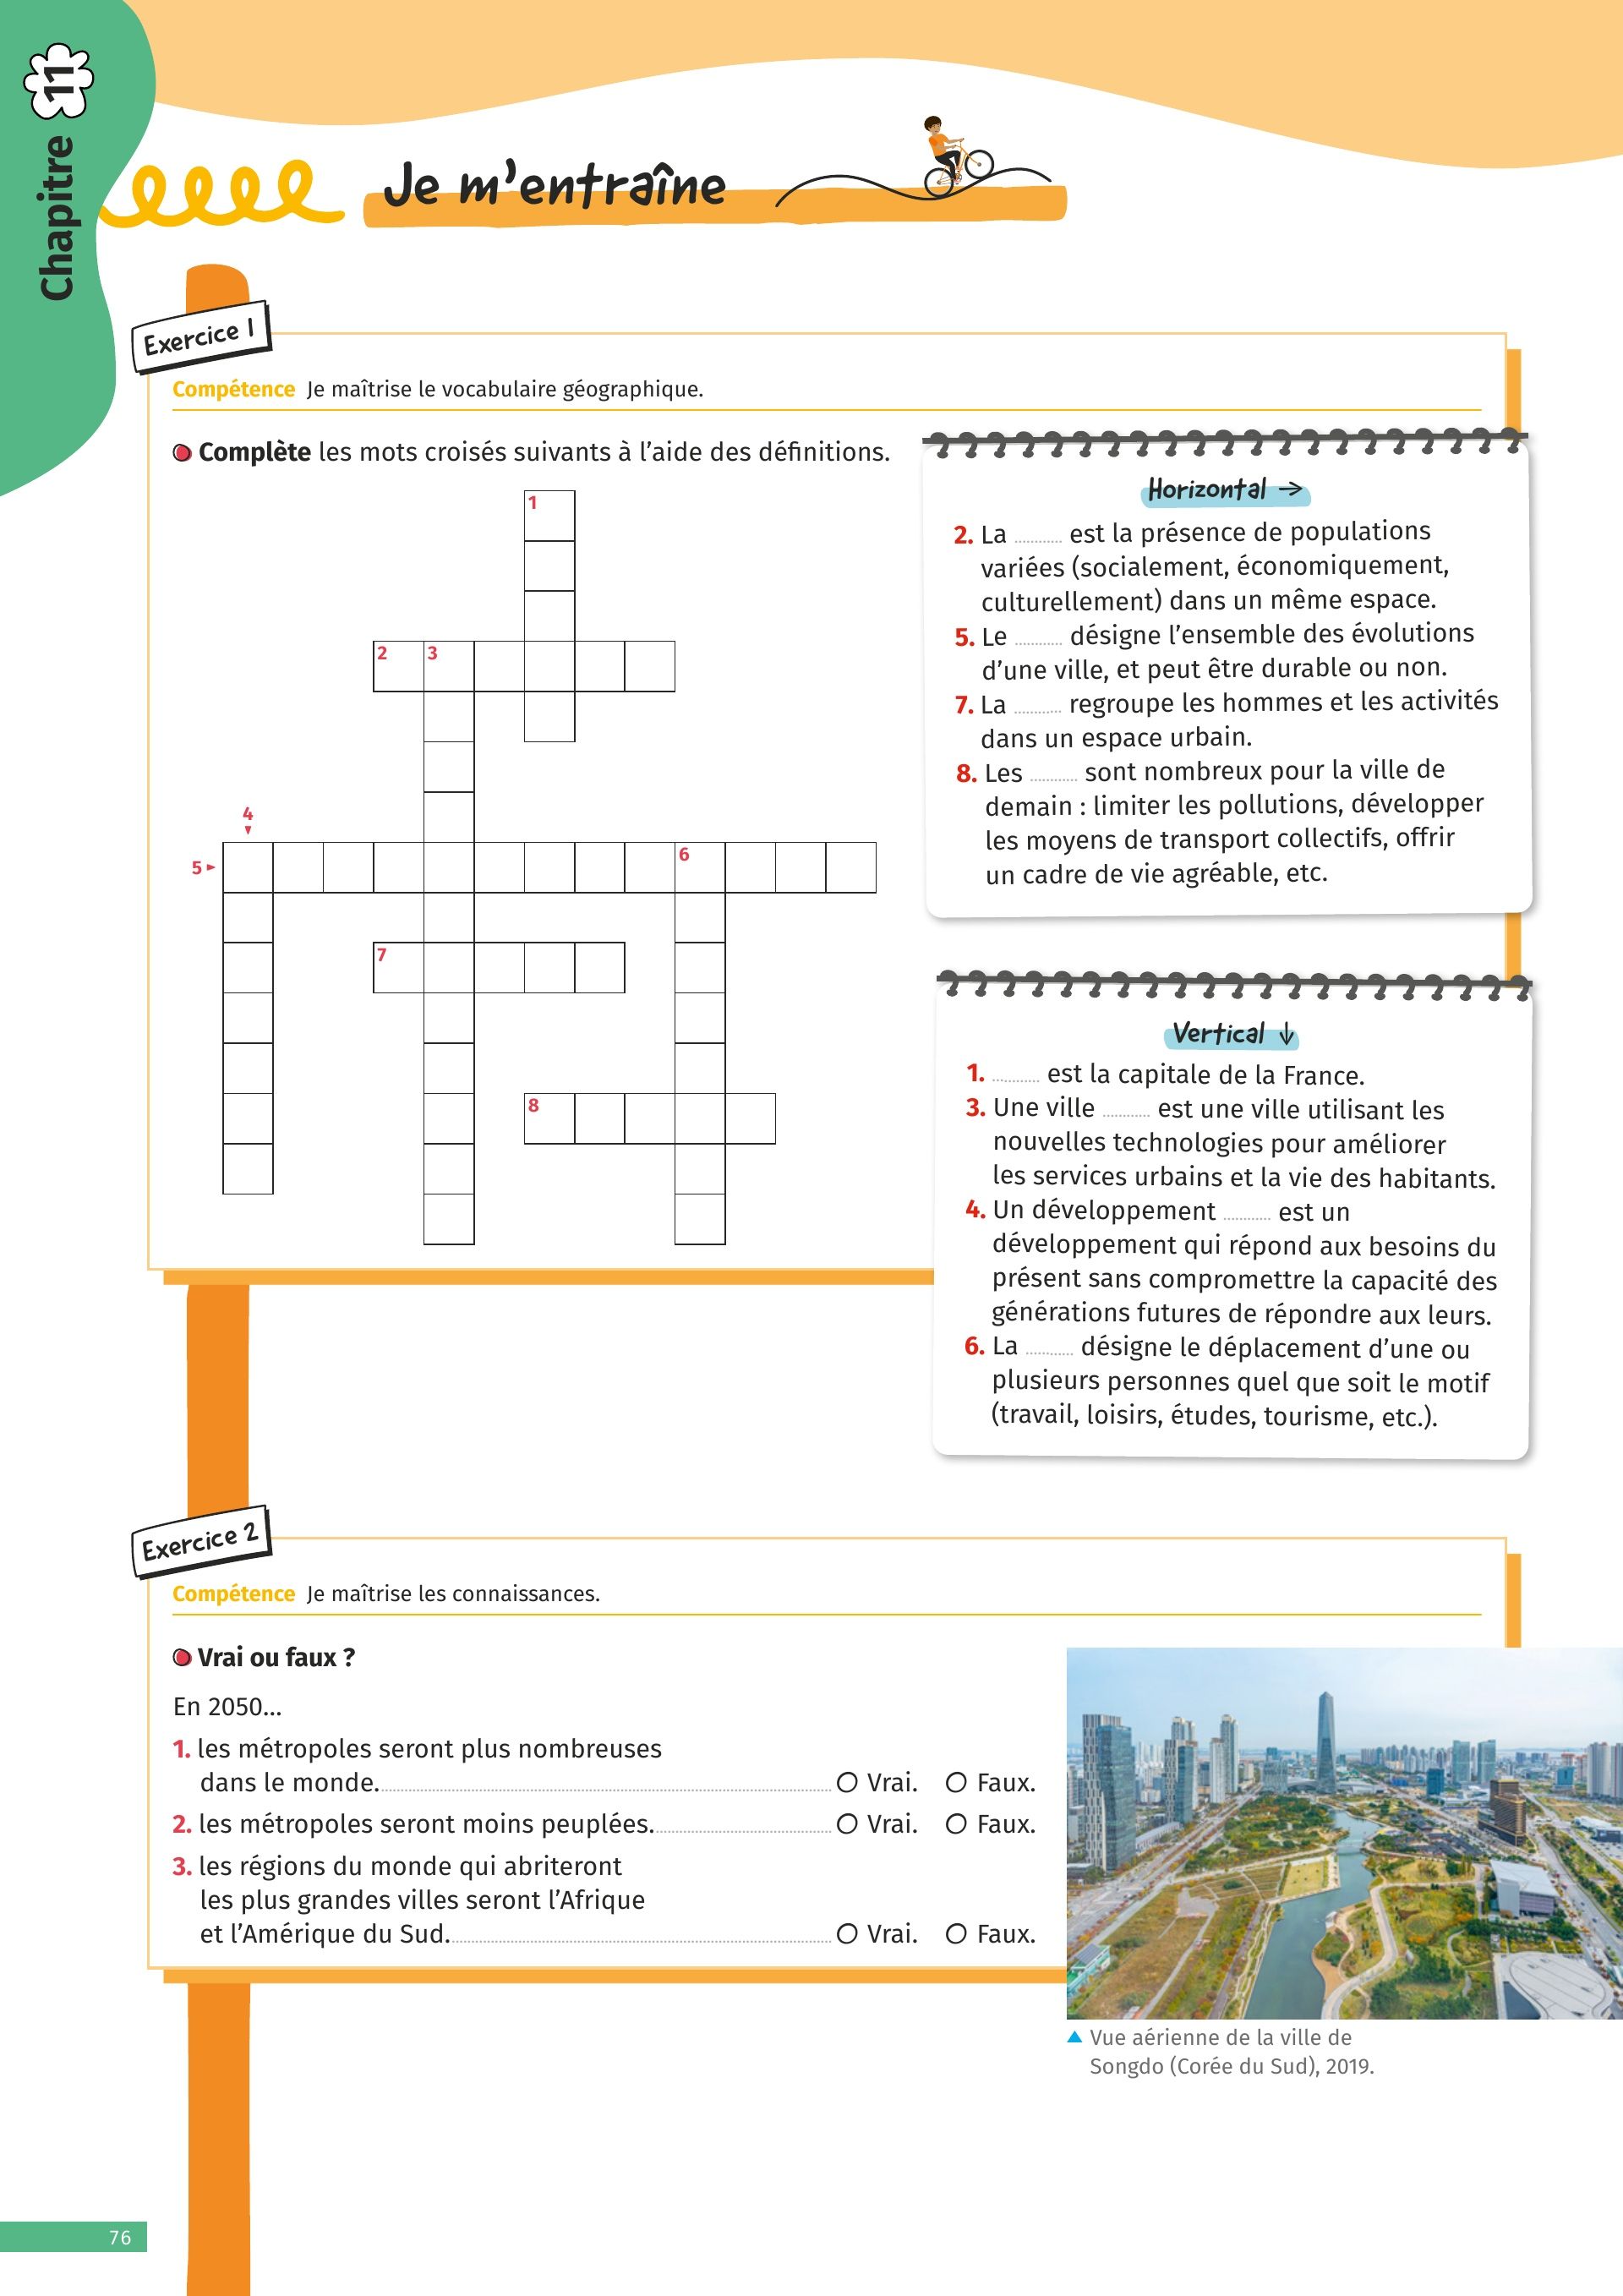 Chapitre 11
Je m’entraîne
Exercice 1
Compétence Je maîtrise le vocabulaire géographique.
Complète les mots croisés suivants à l’aide des définitions.
1
2 3
4
5 6
7
8
Horizontal →
2. La .......... est la présence de populations
variées (socialement, économiquement,
culturellement) dans un même espace.
5. Le .......... désigne l’ensemble des évolutions
d’une ville, et peut être durable ou non.
7. La .......... regroupe les hommes et les activités
dans un espace urbain.
8. Les .......... sont nombreux pour la ville de
demain : limiter les pollutions, développer
les moyens de transport collectifs, offrir
un cadre de vie agréable, etc.
Vertical ↓
1. .......... est la capitale de la France.
3. Une ville .......... est une ville utilisant les
nouvelles technologies pour améliorer
les services urbains et la vie des habitants.
4. Un développement .......... est un
développement qui répond aux besoins du
présent sans compromettre la capacité des
générations futures de répondre aux leurs.
6. La .......... désigne le déplacement d’une ou
plusieurs personnes quel que soit le motif
(travail, loisirs, études, tourisme, etc.).
Exercice 2
Compétence Je maîtrise les connaissances.
Vrai ou faux ?
En 2050...
1. les métropoles seront plus nombreuses
dans le monde. Vrai. Faux.
2. les métropoles seront moins peuplées. Vrai. Faux.
3. les régions du monde qui abriteront
les plus grandes villes seront l’Afrique
et l’Amérique du Sud. Vrai. Faux.
Vue aérienne de la ville de
Songdo (Corée du Sud), 2019.
76